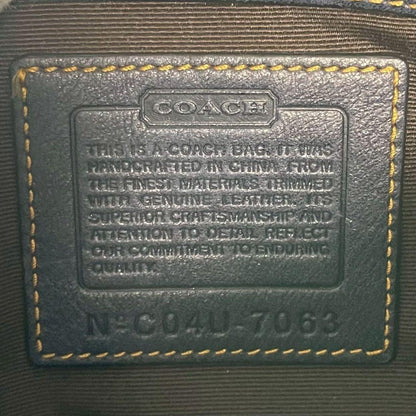 COACH
THIS IS A COACH BAG. IT WAS
HANDCRAFTED IN CHINA FROM
THE FINEST MATERIALS TRIMMED
WITH GENUINE LEATHER. ITS
SUPERIOR CRAFTSMANSHIP AND
ATTENTION TO DETAIL REFLECT
OUR COMMITMENT TO ENDURING
QUALITY.
Nº C04U-7063